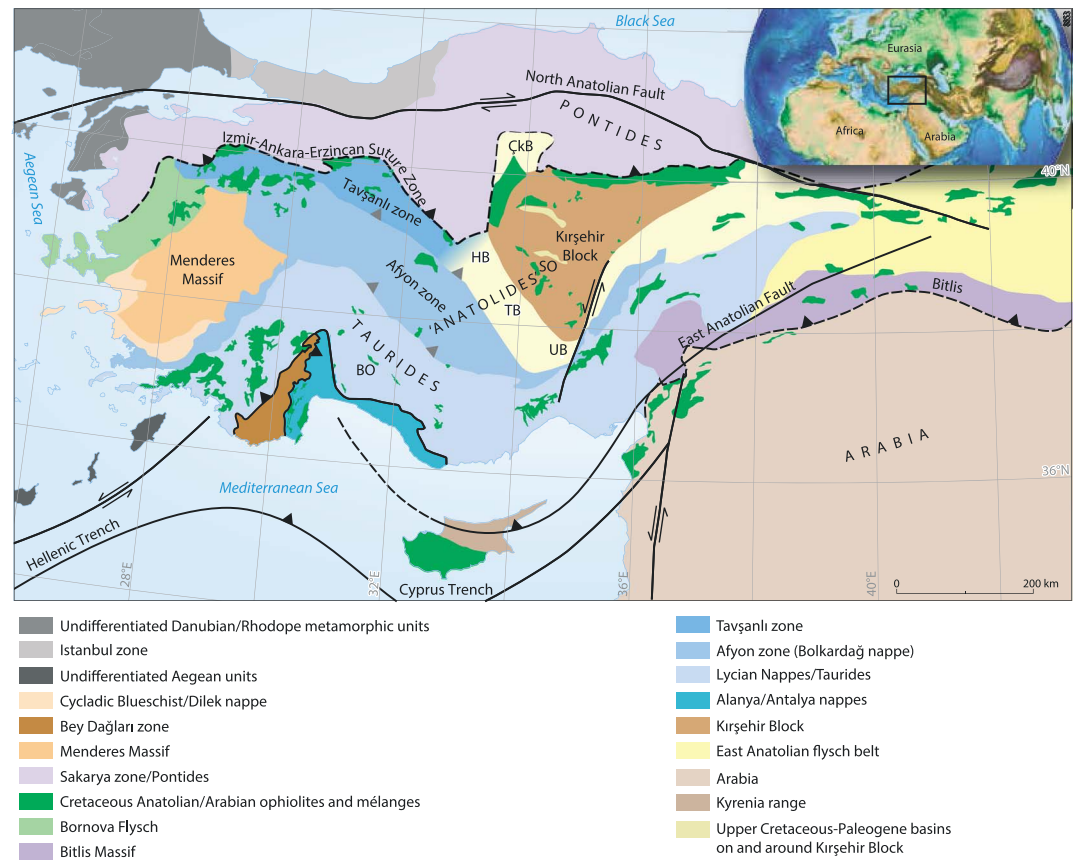 Black Sea
Eurasia
Africa
Arabia
North Anatolian Fault
PONTIDES
40°N
Izmir-Ankara-Erzincan Suture Zone
ÇkB
Aegean Sea
Tavşanlı zone
Kırşehir
Block
Menderes
Massif
HB
SO
Afyon zone
'ANATOLIDES'
TB
Bitlis
East Anatolian Fault
UB
TAURIDES
BO
ARABIA
36°N
Mediterranean Sea
Hellenic Trench
28°E
32°E
Cyprus Trench
36°E
40°E
0 200 km
Undifferentiated Danubian/Rhodope metamorphic units
Istanbul zone
Undifferentiated Aegean units
Cycladic Blueschist/Dilek nappe
Bey Dağları zone
Menderes Massif
Sakarya zone/Pontides
Cretaceous Anatolian/Arabian ophiolites and mélanges
Bornova Flysch
Bitlis Massif
Tavşanlı zone
Afyon zone (Bolkardağ nappe)
Lycian Nappes/Taurides
Alanya/Antalya nappes
Kırşehir Block
East Anatolian flysch belt
Arabia
Kyrenia range
Upper Cretaceous-Paleogene basins
on and around Kırşehir Block